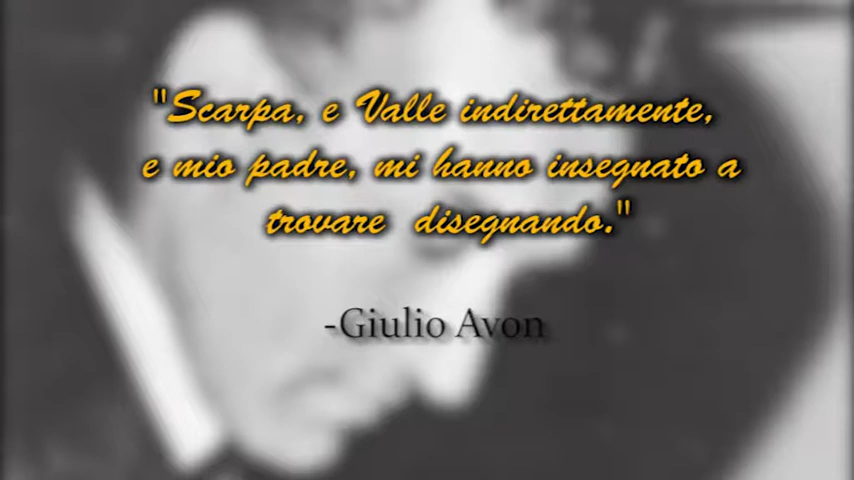 "Scarpa, e Valle indirettamente,
e mio padre, mi hanno insegnato a
trovare disegnando."
-Giulio Avon